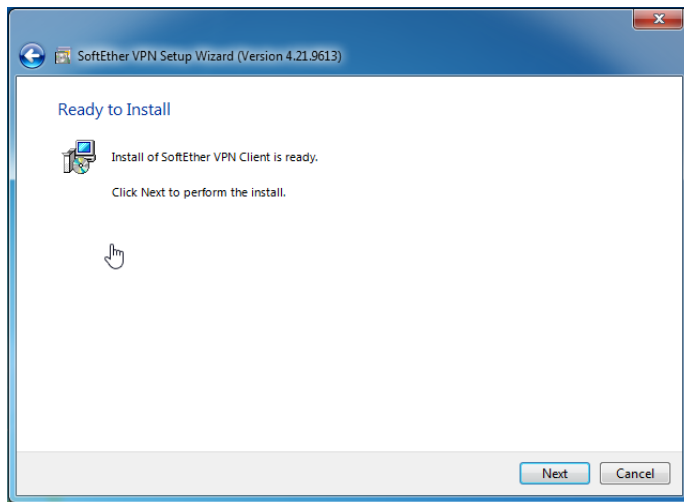 SoftEther VPN Setup Wizard (Version 4.21.9613)
Ready to Install
Install of SoftEther VPN Client is ready.
Click Next to perform the install.
Next
Cancel